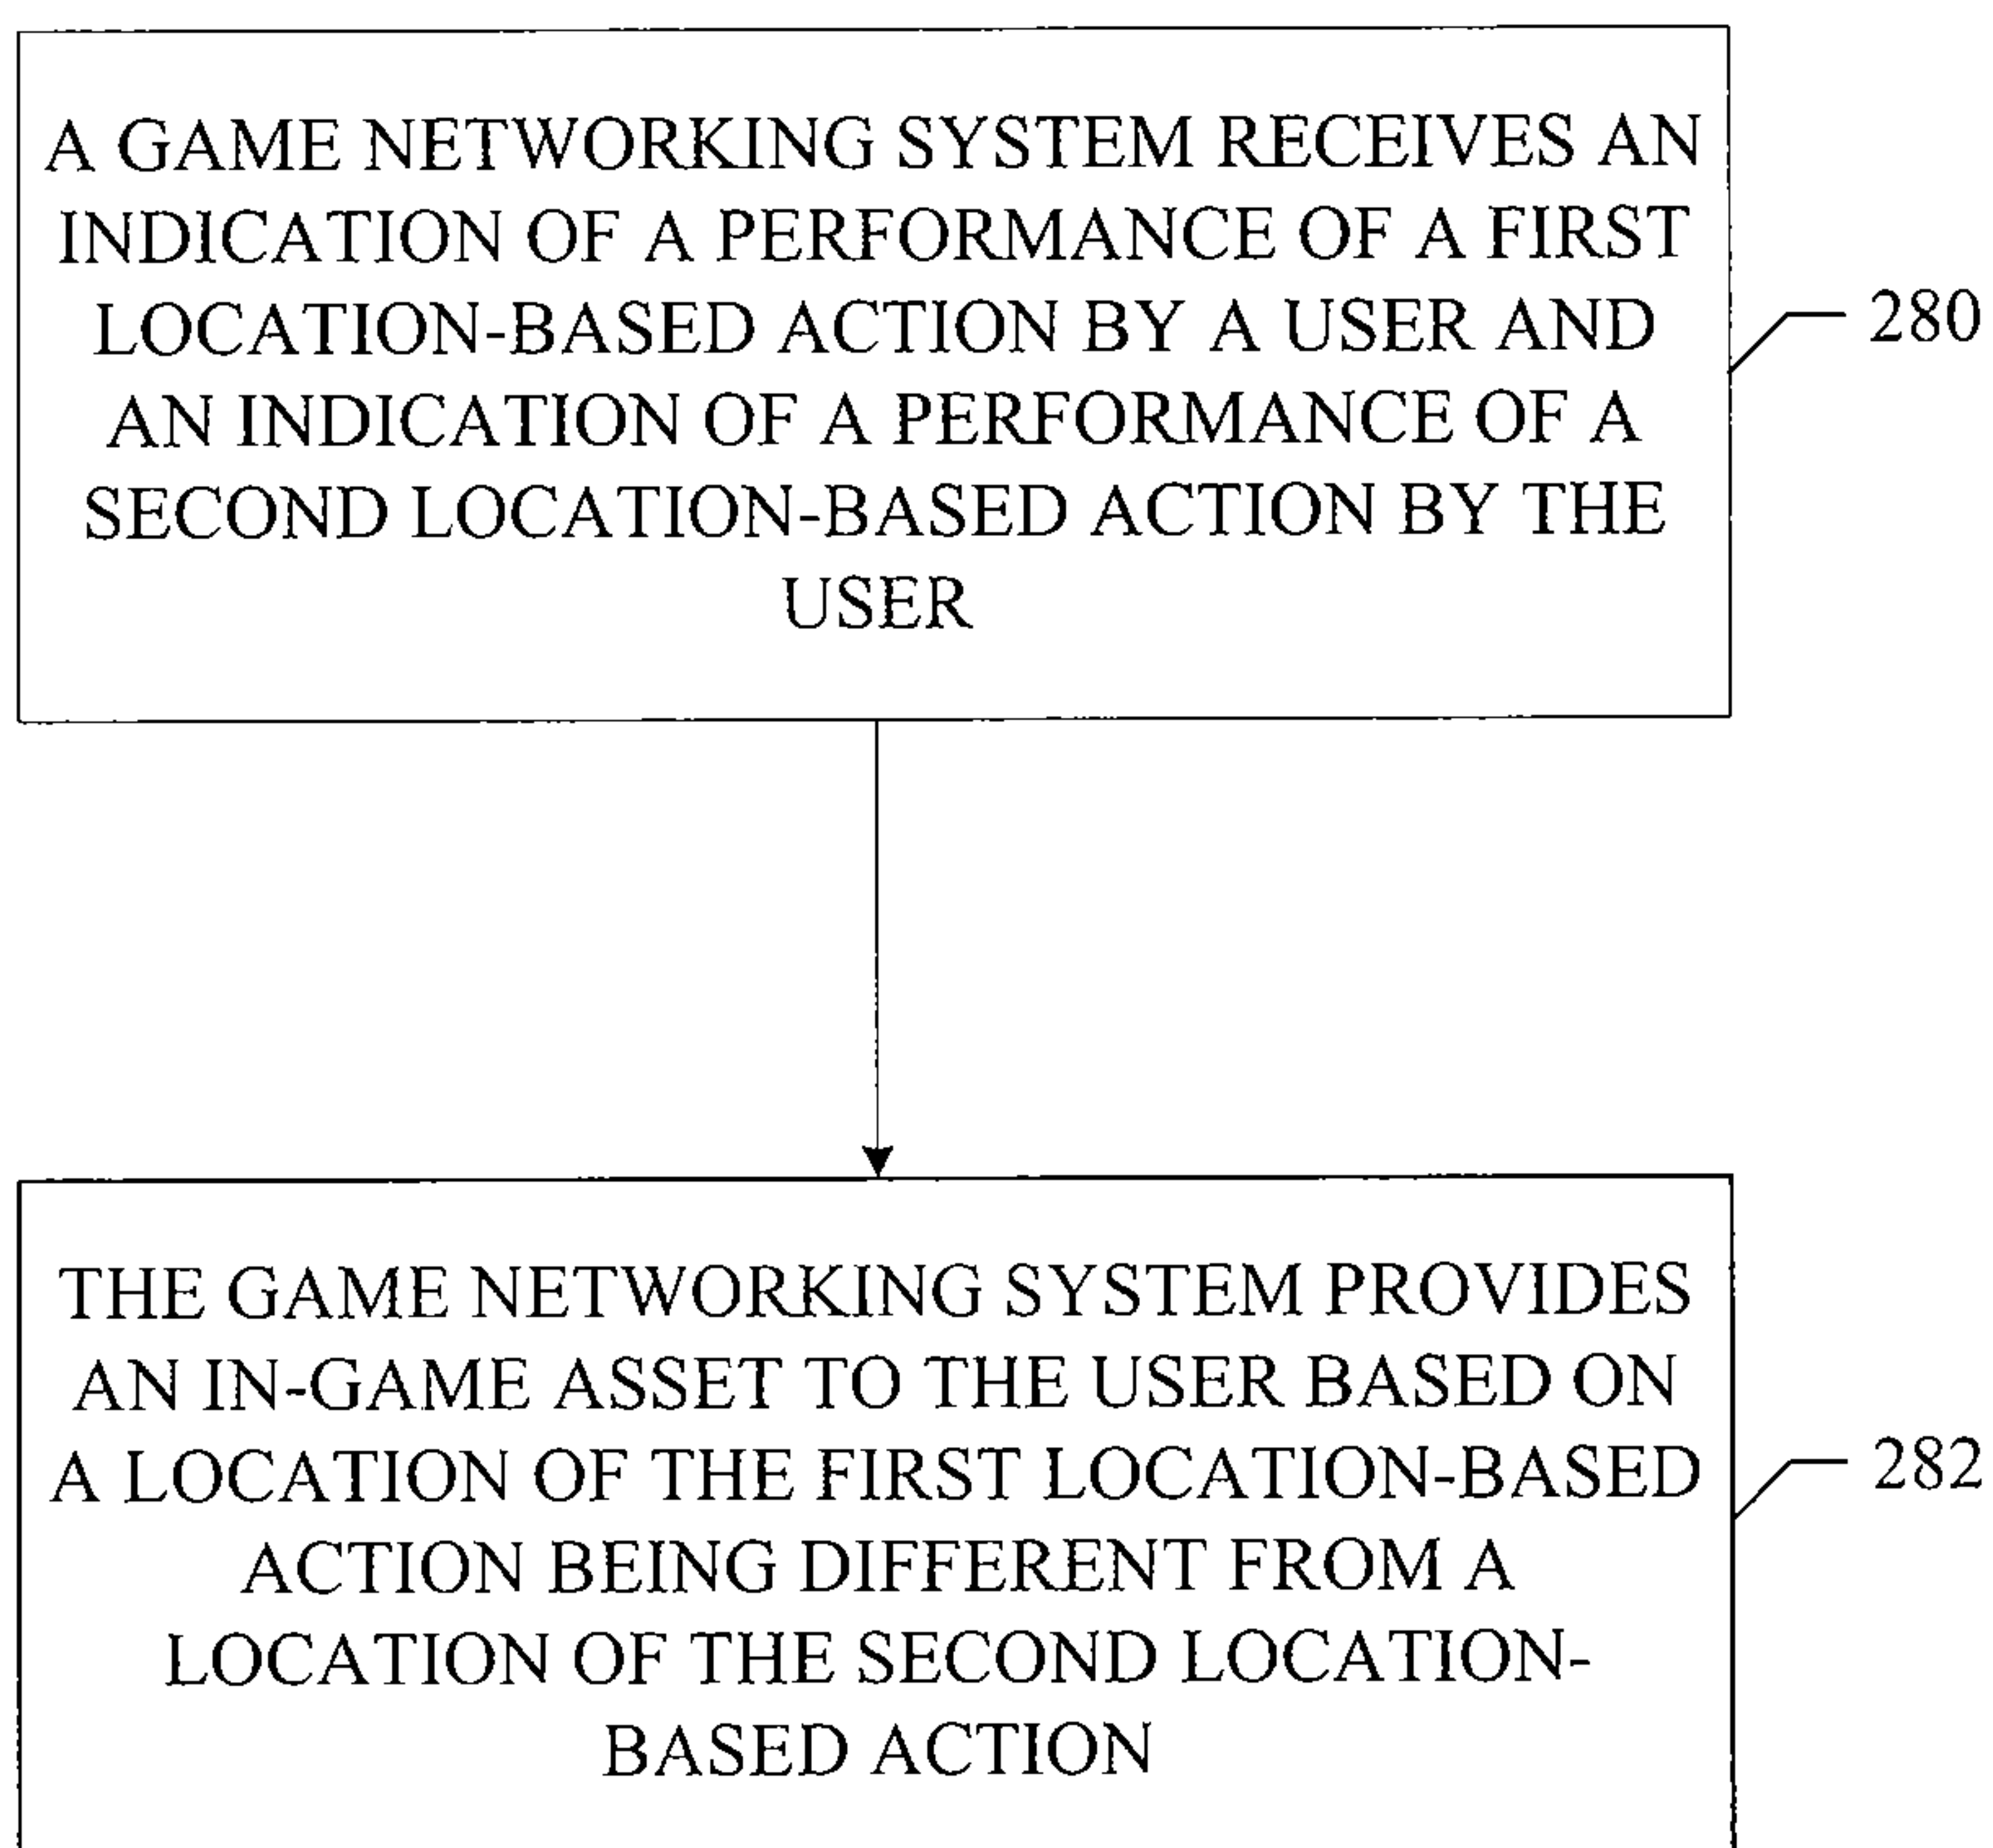 A GAME NETWORKING SYSTEM RECEIVES AN
INDICATION OF A PERFORMANCE OF A FIRST
LOCATION-BASED ACTION BY A USER AND
AN INDICATION OF A PERFORMANCE OF A
SECOND LOCATION-BASED ACTION BY THE
USER
280
THE GAME NETWORKING SYSTEM PROVIDES
AN IN-GAME ASSET TO THE USER BASED ON
A LOCATION OF THE FIRST LOCATION-BASED
ACTION BEING DIFFERENT FROM A
LOCATION OF THE SECOND LOCATION-
BASED ACTION
282